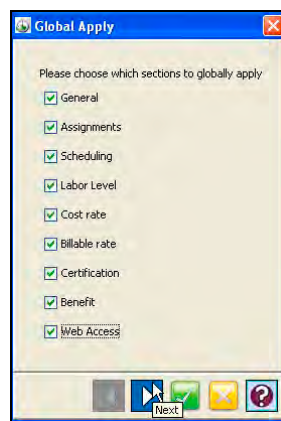 Global Apply
Please choose which sections to globally apply
General
Assignments
Scheduling
Labor Level
Cost rate
Billable rate
Certification
Benefit
Web Access
Next